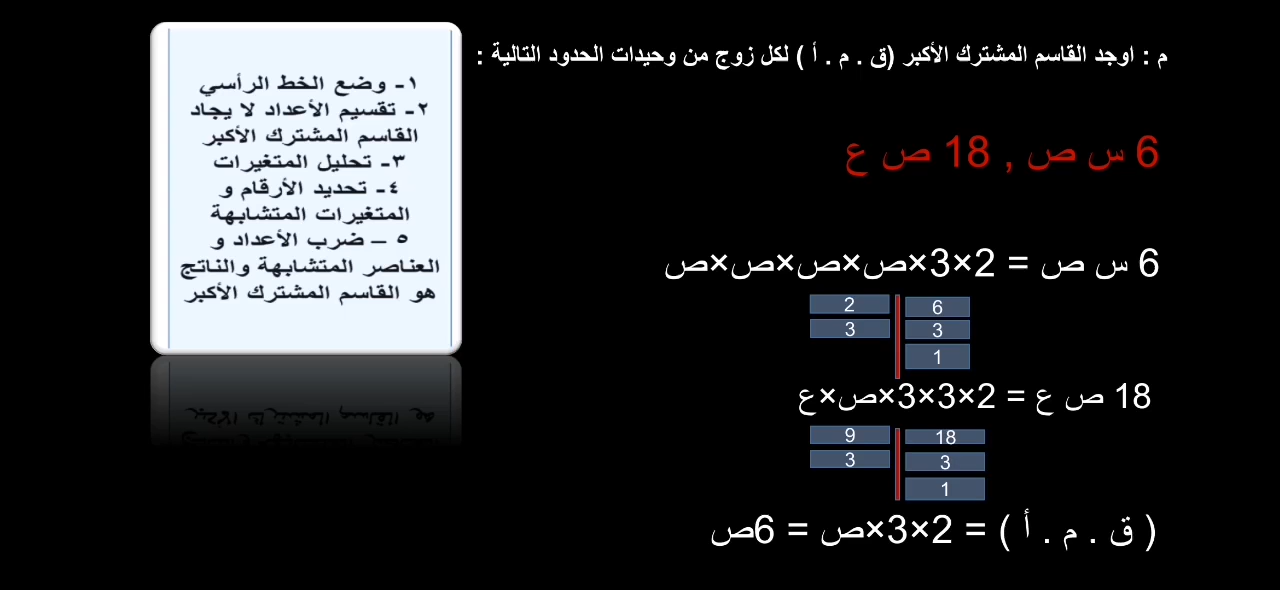 م : اوجد القاسم المشترك الأكبر (ق . م . أ ) لكل زوج من وحيدات الحدود التالية :
6 س ص , 18 ص ع
6 س ص = 2×3×ص×ص×ص×ص
6 2
3 3
1
18 ص ع = 2×3×3×ص×ع
18 9
3 3
1
( ق . م . أ ) = 2×3×ص = 6ص
١- وضع الخط الرأسي
٢- تقسيم الأعداد لا يجاد
القاسم المشترك الأكبر
٣- تحليل المتغيرات
٤- تحديد الأرقام و
المتغيرات المتشابهة
٥ – ضرب الأعداد و
العناصر المتشابهة والناتج
هو القاسم المشترك الأكبر